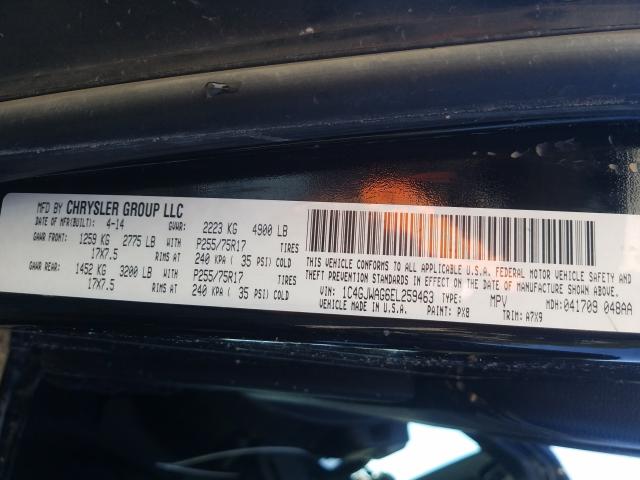 MFD BY CHRYSLER GROUP LLC
DATE OF MFR(BUILT): 4-14 GVWR: 2223 KG 4900 LB
GAWR FRONT: 1259 KG 2775 LB WITH P255/75R17 TIRES
17X7.5 RIMS AT 240 KPA ( 35 PSI) COLD
GAWR REAR: 1452 KG 3200 LB WITH P255/75R17 TIRES
17X7.5 RIMS AT 240 KPA ( 35 PSI) COLD
THIS VEHICLE CONFORMS TO ALL APPLICABLE U.S.A. FEDERAL MOTOR VEHICLE SAFETY AND
THEFT PREVENTION STANDARDS IN EFFECT ON THE DATE OF MANUFACTURE SHOWN ABOVE.
VIN: 1C4GJWAG6EL259463 TYPE: MPV MDH: 041709 048AA
VEHICLE MADE IN U.S.A. PAINT: PX8 TRIM: A7X9